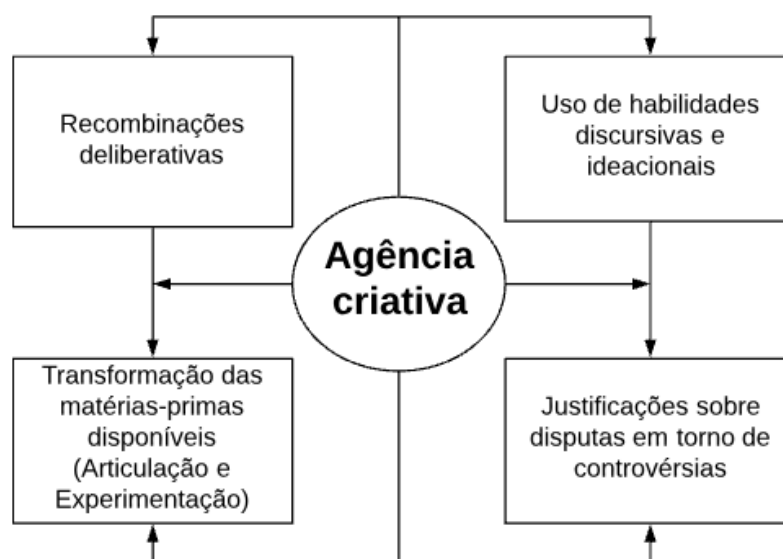 Recombinações
deliberativas
Uso de habilidades
discursivas e
ideacionais
Agência
criativa
Transformação das
matérias-primas
disponíveis
(Articulação e
Experimentação)
Justificações sobre
disputas em torno de
controvérsias